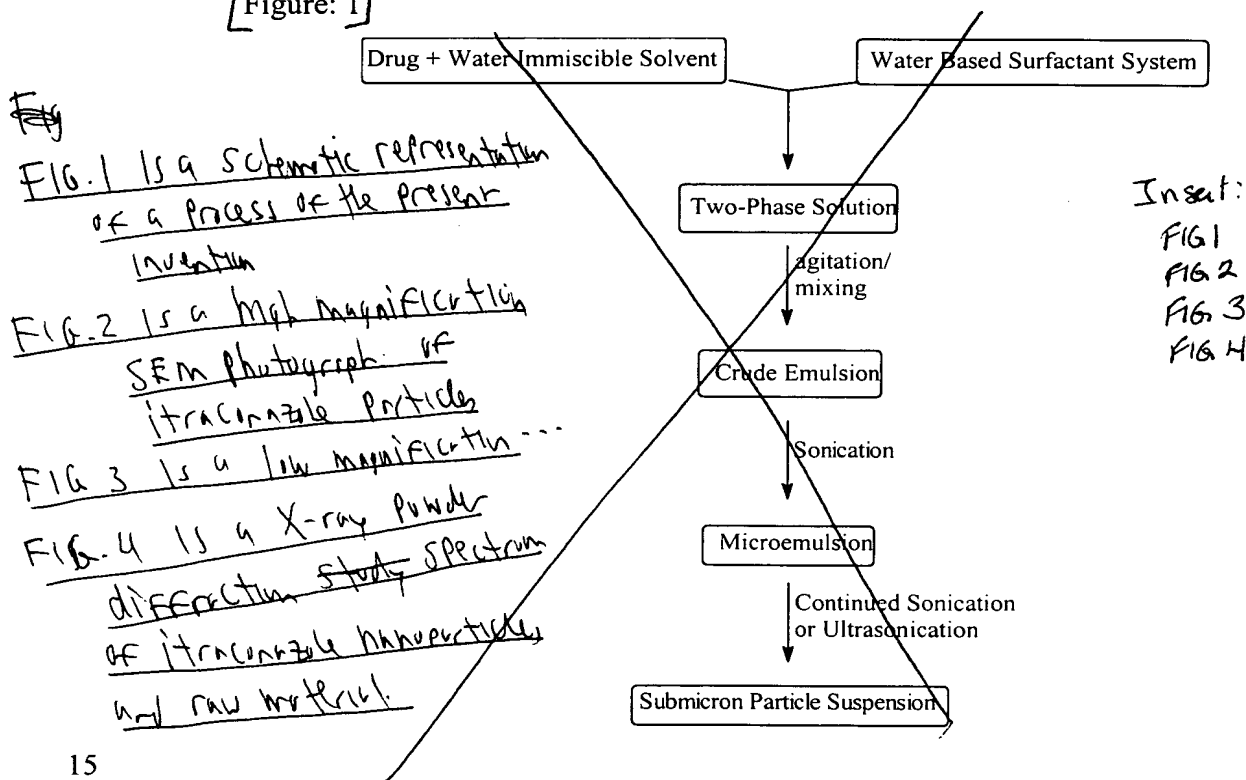 [Figure: 1]
Drug + Water Immiscible Solvent
Water Based Surfactant System
Two-Phase Solution
agitation/
mixing
Crude Emulsion
Sonication
Microemulsion
Continued Sonication
or Ultrasonication
Submicron Particle Suspension
Fig
FIG.1 Is a schematic representation
of a process of the present
invention
FIG.2 Is a high magnification
SEM photograph of
itraconazole particles
FIG 3 Is a low magnification ...
FIG.4 Is a X-ray powder
diffraction study spectrum
of itraconazole nanoparticles
and raw material.
Insert:
FIG 1
FIG 2
FIG 3
FIG 4
15